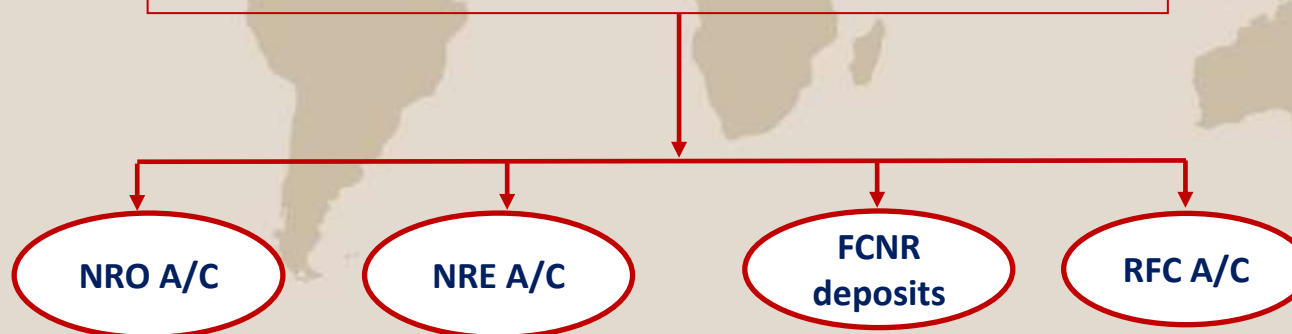 NRO A/C
NRE A/C
FCNR
deposits
RFC A/C